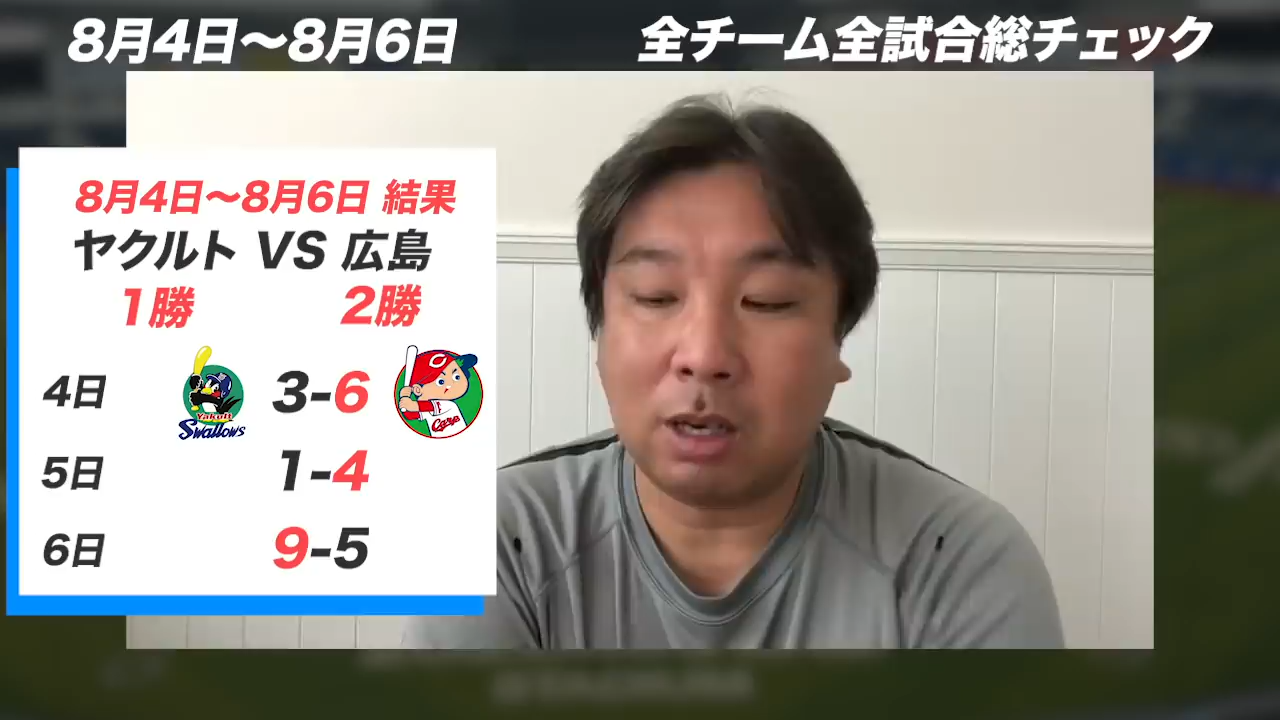 8月4日〜8月6日
全チーム全試合総チェック
8月4日〜8月6日 結果
ヤクルト VS 広島
1勝 2勝
4日 3-6
Yakult
Swallows
C
Carp
5日 1-4
6日 9-5